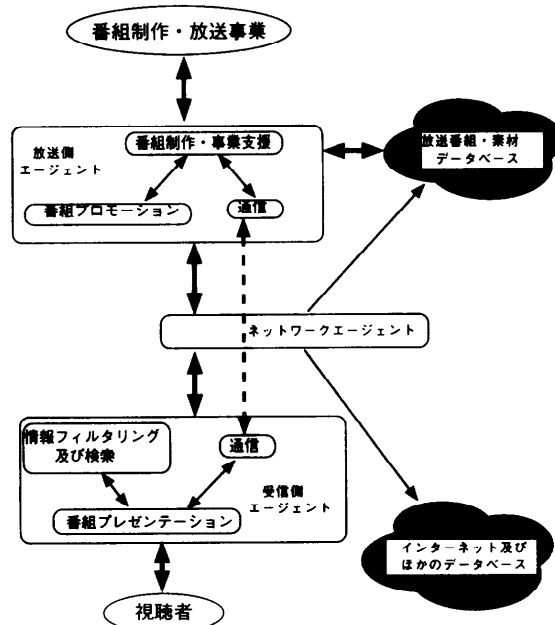 番組制作・放送事業
放送側
エージェント
番組制作・事業支援
番組プロモーション
通信
放送番組・素材
データベース
ネットワークエージェント
情報フィルタリング
及び検索
通信
受信側
エージェント
番組プレゼンテーション
インターネット及び
ほかのデータベース
視聴者